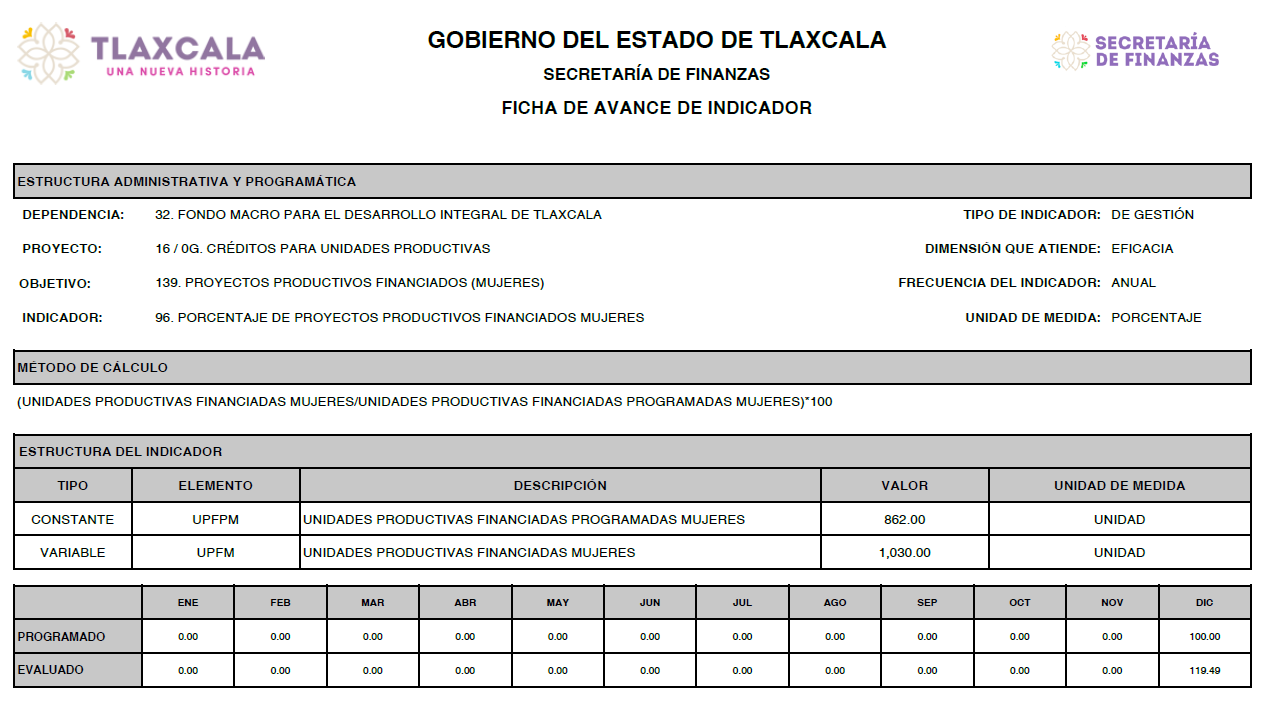 TLAXCALA
UNA NUEVA HISTORIA
GOBIERNO DEL ESTADO DE TLAXCALA
SECRETARÍA DE FINANZAS
FICHA DE AVANCE DE INDICADOR
SECRETARÍA
DE FINANZAS
ESTRUCTURA ADMINISTRATIVA Y PROGRAMÁTICA
DEPENDENCIA: 32. FONDO MACRO PARA EL DESARROLLO INTEGRAL DE TLAXCALA TIPO DE INDICADOR: DE GESTIÓN
PROYECTO: 16 / 0G. CRÉDITOS PARA UNIDADES PRODUCTIVAS DIMENSIÓN QUE ATIENDE: EFICACIA
OBJETIVO: 139. PROYECTOS PRODUCTIVOS FINANCIADOS (MUJERES) FRECUENCIA DEL INDICADOR: ANUAL
INDICADOR: 96. PORCENTAJE DE PROYECTOS PRODUCTIVOS FINANCIADOS MUJERES UNIDAD DE MEDIDA: PORCENTAJE
MÉTODO DE CÁLCULO
(UNIDADES PRODUCTIVAS FINANCIADAS MUJERES/UNIDADES PRODUCTIVAS FINANCIADAS PROGRAMADAS MUJERES)*100
ESTRUCTURA DEL INDICADOR
TIPO ELEMENTO DESCRIPCIÓN VALOR UNIDAD DE MEDIDA
CONSTANTE UPFPM UNIDADES PRODUCTIVAS FINANCIADAS PROGRAMADAS MUJERES 862.00 UNIDAD
VARIABLE UPFM UNIDADES PRODUCTIVAS FINANCIADAS MUJERES 1,030.00 UNIDAD
ENE FEB MAR ABR MAY JUN JUL AGO SEP OCT NOV DIC
PROGRAMADO 0.00 0.00 0.00 0.00 0.00 0.00 0.00 0.00 0.00 0.00 0.00 100.00
EVALUADO 0.00 0.00 0.00 0.00 0.00 0.00 0.00 0.00 0.00 0.00 0.00 119.49